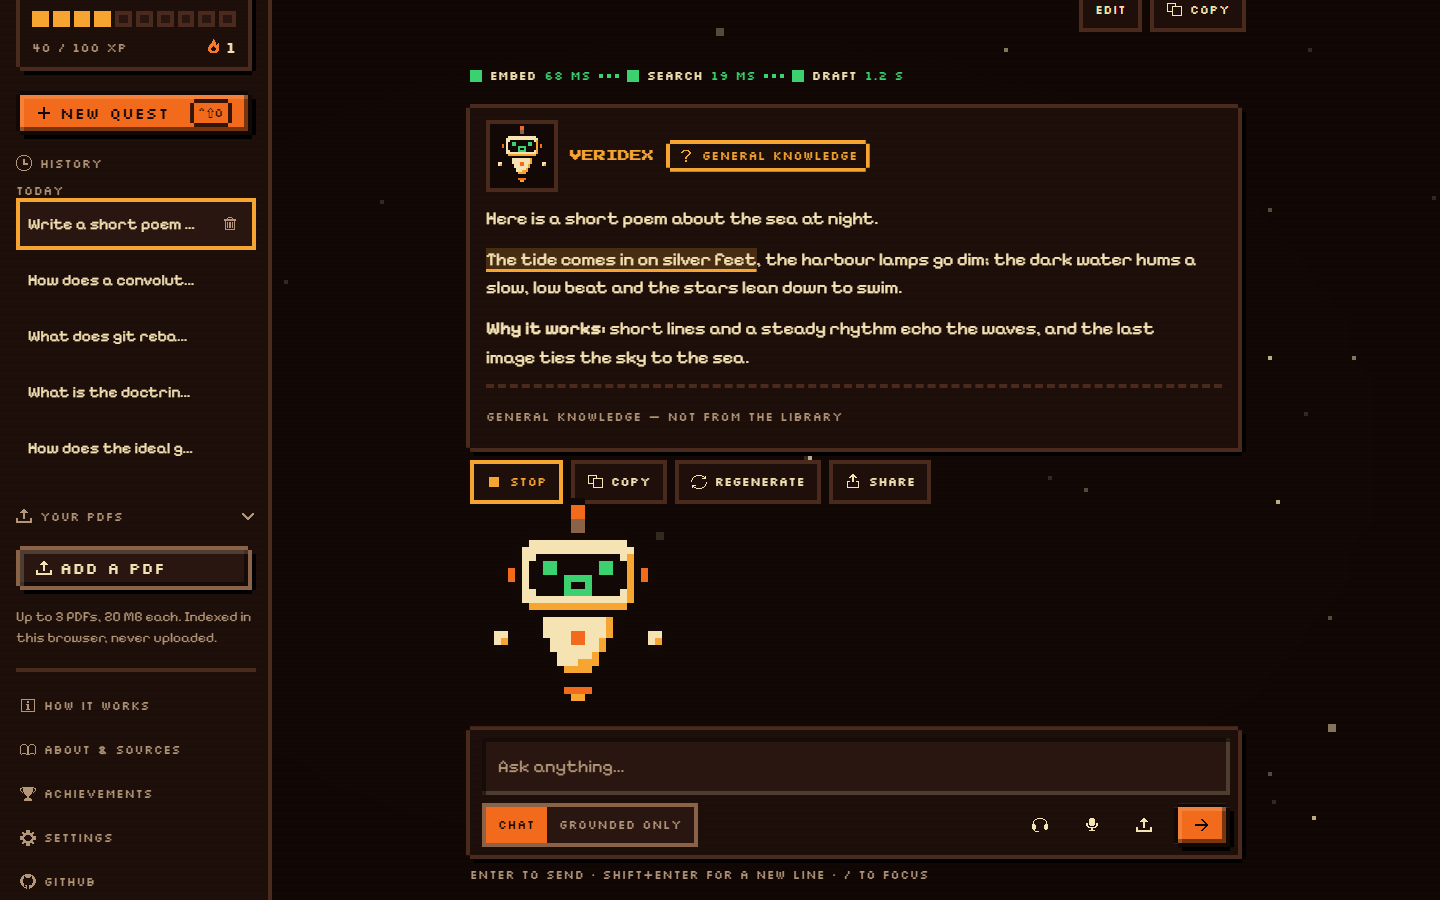 40 / 100 XP
1
+ NEW QUEST ^⇧O
HISTORY
TODAY
Write a short poem ...
How does a convolut...
What does git reba...
What is the doctrin...
How does the ideal g...
YOUR PDFS
ADD A PDF
Up to 3 PDFs, 20 MB each. Indexed in
this browser, never uploaded.
HOW IT WORKS
ABOUT & SOURCES
ACHIEVEMENTS
SETTINGS
GITHUB
EDIT
COPY
EMBED 68 MS
SEARCH 19 MS
DRAFT 1.2 S
VERIDEX
? GENERAL KNOWLEDGE
Here is a short poem about the sea at night.
The tide comes in on silver feet, the harbour lamps go dim; the dark water hums a
slow, low beat and the stars lean down to swim.
Why it works: short lines and a steady rhythm echo the waves, and the last
image ties the sky to the sea.
GENERAL KNOWLEDGE — NOT FROM THE LIBRARY
STOP
COPY
REGENERATE
SHARE
Ask anything...
CHAT
GROUNDED ONLY
ENTER TO SEND · SHIFT+ENTER FOR A NEW LINE · / TO FOCUS